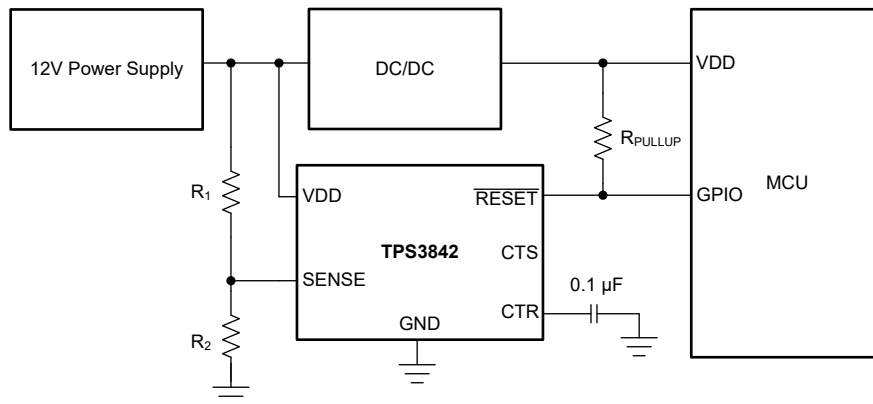 12V Power Supply
DC/DC
VDD
R₁
R₂
VDD
SENSE
TPS3842
GND
RESET
CTS
CTR
0.1 µF
RPULLUP
GPIO
MCU